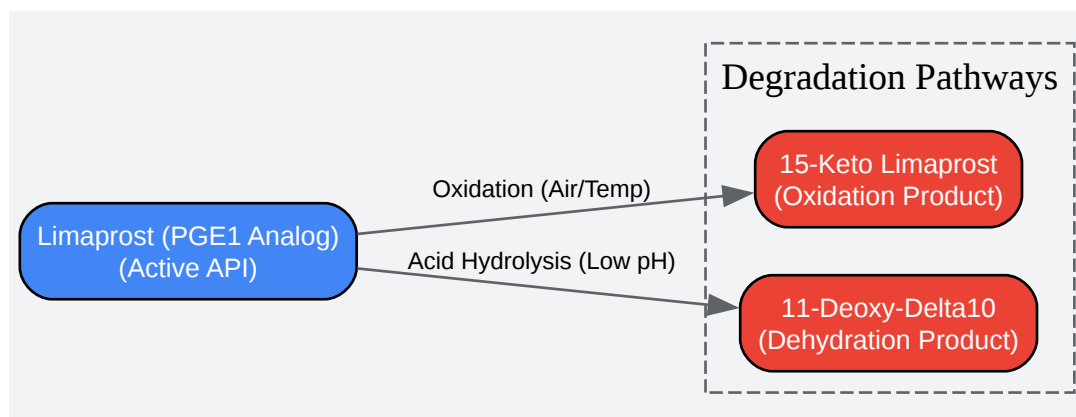 Degradation Pathways
15-Keto Limaprost
(Oxidation Product)
Oxidation (Air/Temp)
Limaprost (PGE1 Analog)
(Active API)
Acid Hydrolysis (Low pH)
11-Deoxy-Delta10
(Dehydration Product)